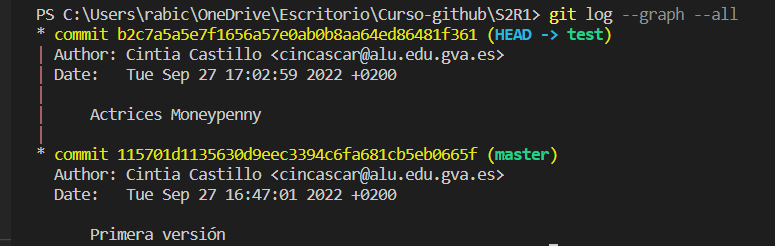 PS C:\Users\rabic\OneDrive\Escritorio\Curso-github\S2R1> git log --graph --all
* commit b2c7a5a5e7f1656a57e0ab0b8aa64ed86481f361 (HEAD -> test)
| Author: Cintia Castillo <cincascar@alu.edu.gva.es>
| Date:   Tue Sep 27 17:02:59 2022 +0200
|
|     Actrices Moneypenny
|
* commit 115701d1135630d9eec3394c6fa681cb5eb0665f (master)
  Author: Cintia Castillo <cincascar@alu.edu.gva.es>
  Date:   Tue Sep 27 16:47:01 2022 +0200

      Primera versión